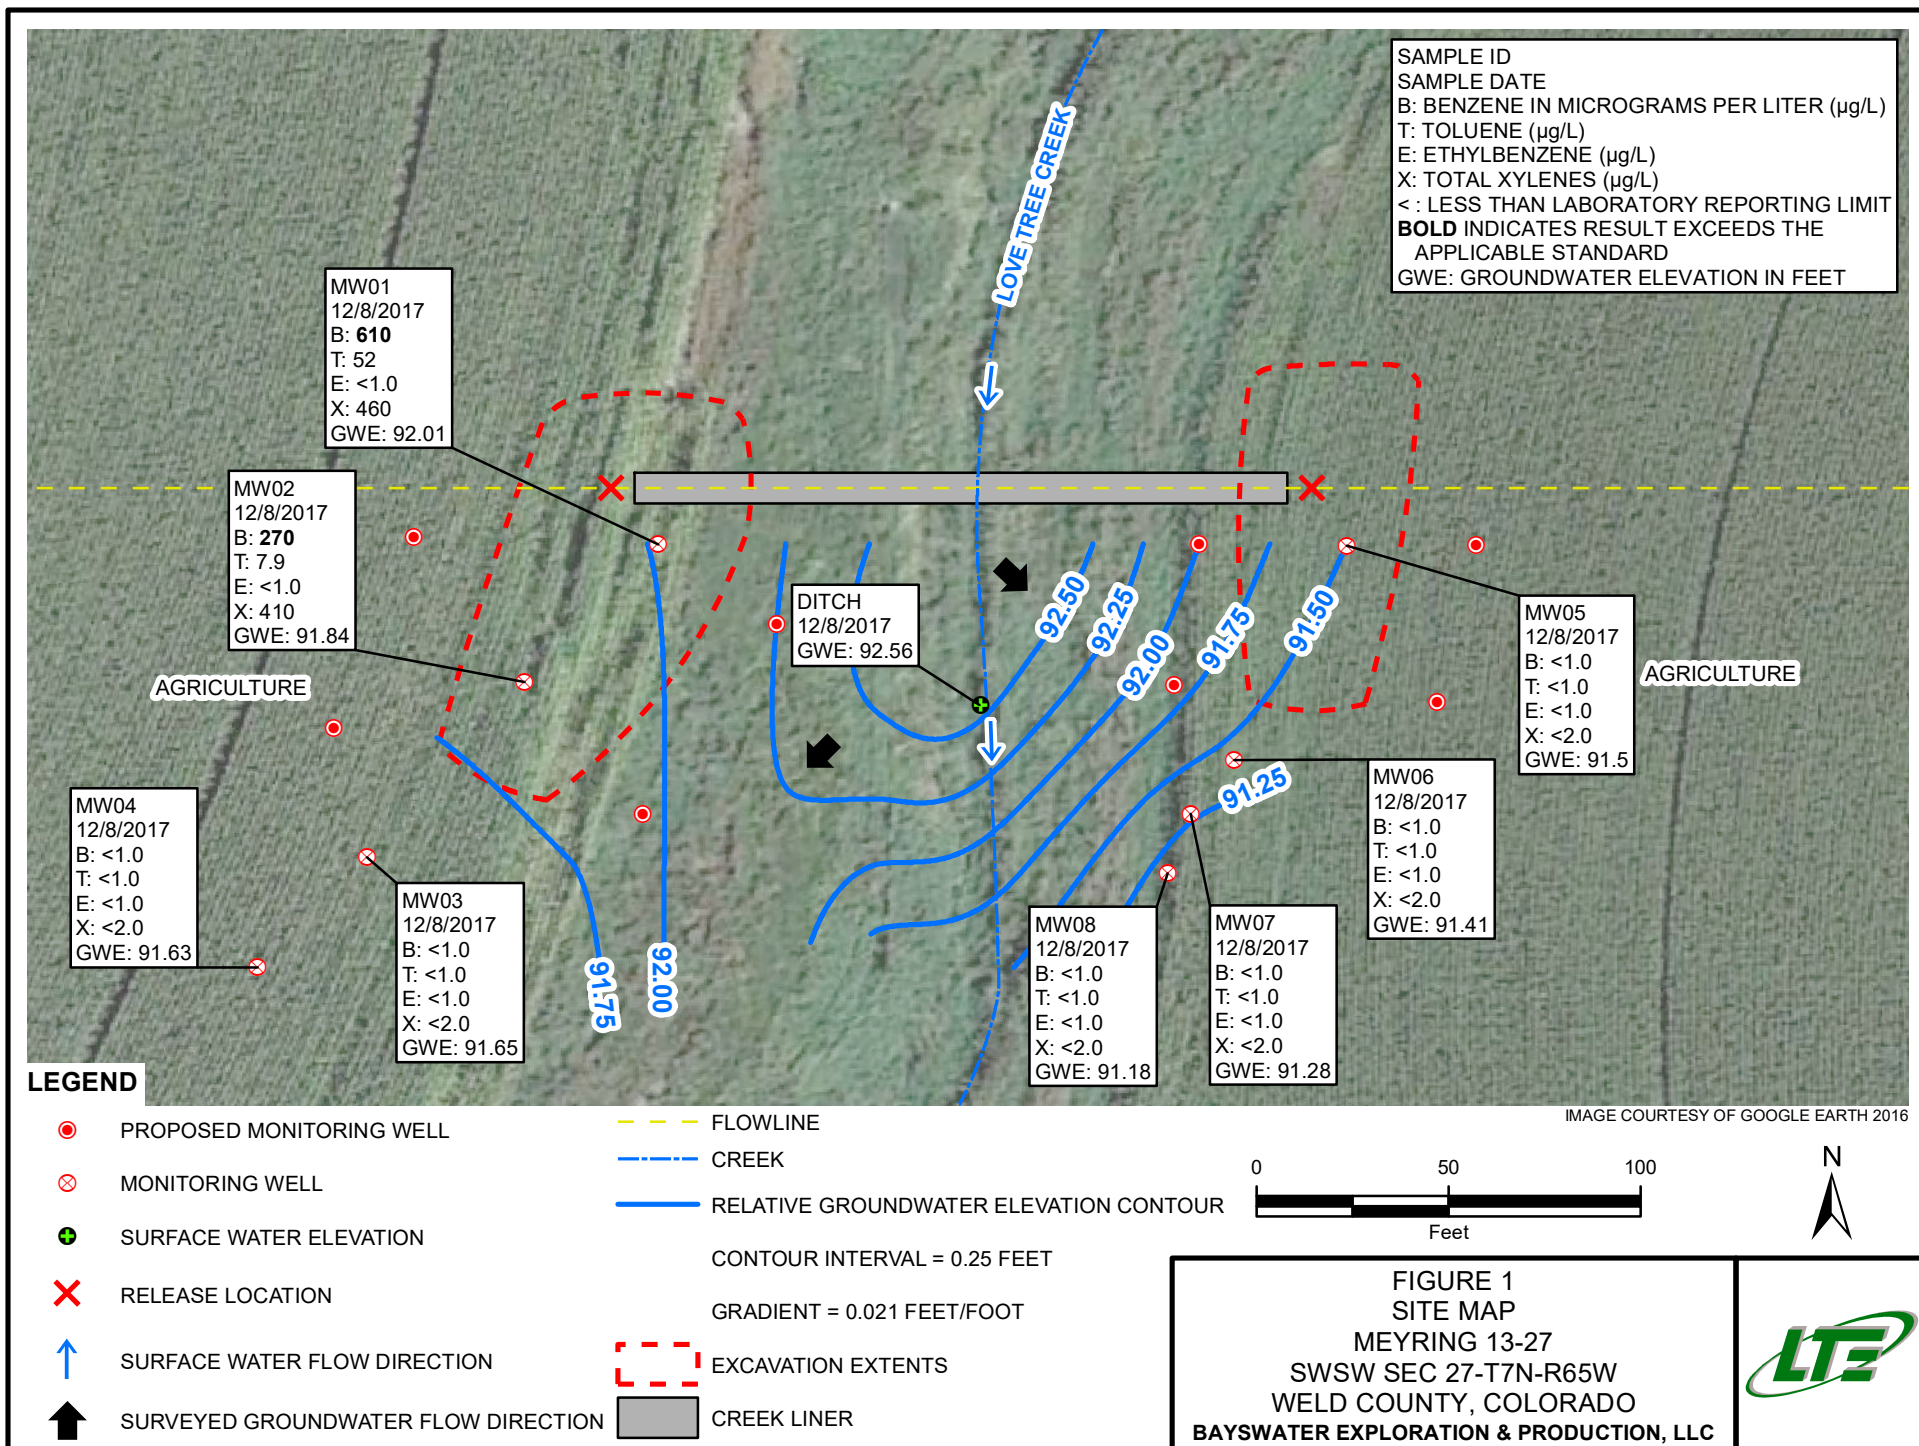 SAMPLE ID
SAMPLE DATE
B: BENZENE IN MICROGRAMS PER LITER (µg/L)
T: TOLUENE (µg/L)
E: ETHYLBENZENE (µg/L)
X: TOTAL XYLENES (µg/L)
< : LESS THAN LABORATORY REPORTING LIMIT
BOLD INDICATES RESULT EXCEEDS THE
APPLICABLE STANDARD
GWE: GROUNDWATER ELEVATION IN FEET
LOVE TREE CREEK
MW01
12/8/2017
B: 610
T: 52
E: <1.0
X: 460
GWE: 92.01
MW02
12/8/2017
B: 270
T: 7.9
E: <1.0
X: 410
GWE: 91.84
DITCH
12/8/2017
GWE: 92.56
92.50
92.25
92.00
91.75
91.50
91.25
MW05
12/8/2017
B: <1.0
T: <1.0
E: <1.0
X: <2.0
GWE: 91.5
AGRICULTURE
AGRICULTURE
MW04
12/8/2017
B: <1.0
T: <1.0
E: <1.0
X: <2.0
GWE: 91.63
MW03
12/8/2017
B: <1.0
T: <1.0
E: <1.0
X: <2.0
GWE: 91.65
91.75
92.00
MW06
12/8/2017
B: <1.0
T: <1.0
E: <1.0
X: <2.0
GWE: 91.41
MW08
12/8/2017
B: <1.0
T: <1.0
E: <1.0
X: <2.0
GWE: 91.18
MW07
12/8/2017
B: <1.0
T: <1.0
E: <1.0
X: <2.0
GWE: 91.28
IMAGE COURTESY OF GOOGLE EARTH 2016
LEGEND
PROPOSED MONITORING WELL
MONITORING WELL
SURFACE WATER ELEVATION
RELEASE LOCATION
SURFACE WATER FLOW DIRECTION
SURVEYED GROUNDWATER FLOW DIRECTION
FLOWLINE
CREEK
RELATIVE GROUNDWATER ELEVATION CONTOUR
CONTOUR INTERVAL = 0.25 FEET
GRADIENT = 0.021 FEET/FOOT
EXCAVATION EXTENTS
CREEK LINER
0 50 100
Feet
N
FIGURE 1
SITE MAP
MEYRING 13-27
SWSW SEC 27-T7N-R65W
WELD COUNTY, COLORADO
BAYSWATER EXPLORATION & PRODUCTION, LLC
LTE